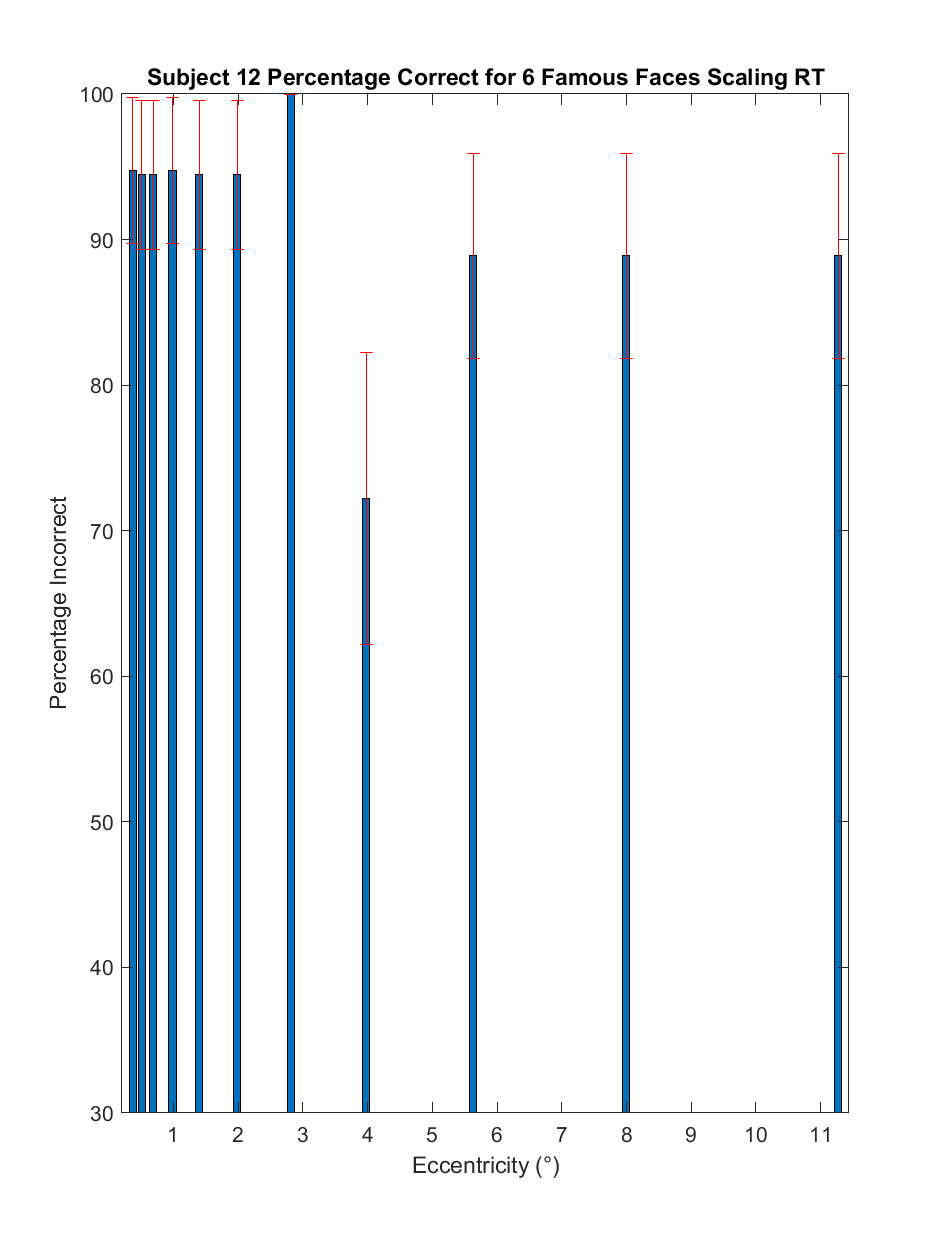 Subject 12 Percentage Correct for 6 Famous Faces Scaling RT
100
90
80
70
60
50
40
30
Percentage Incorrect
1 2 3 4 5 6 7 8 9 10 11
Eccentricity (°)